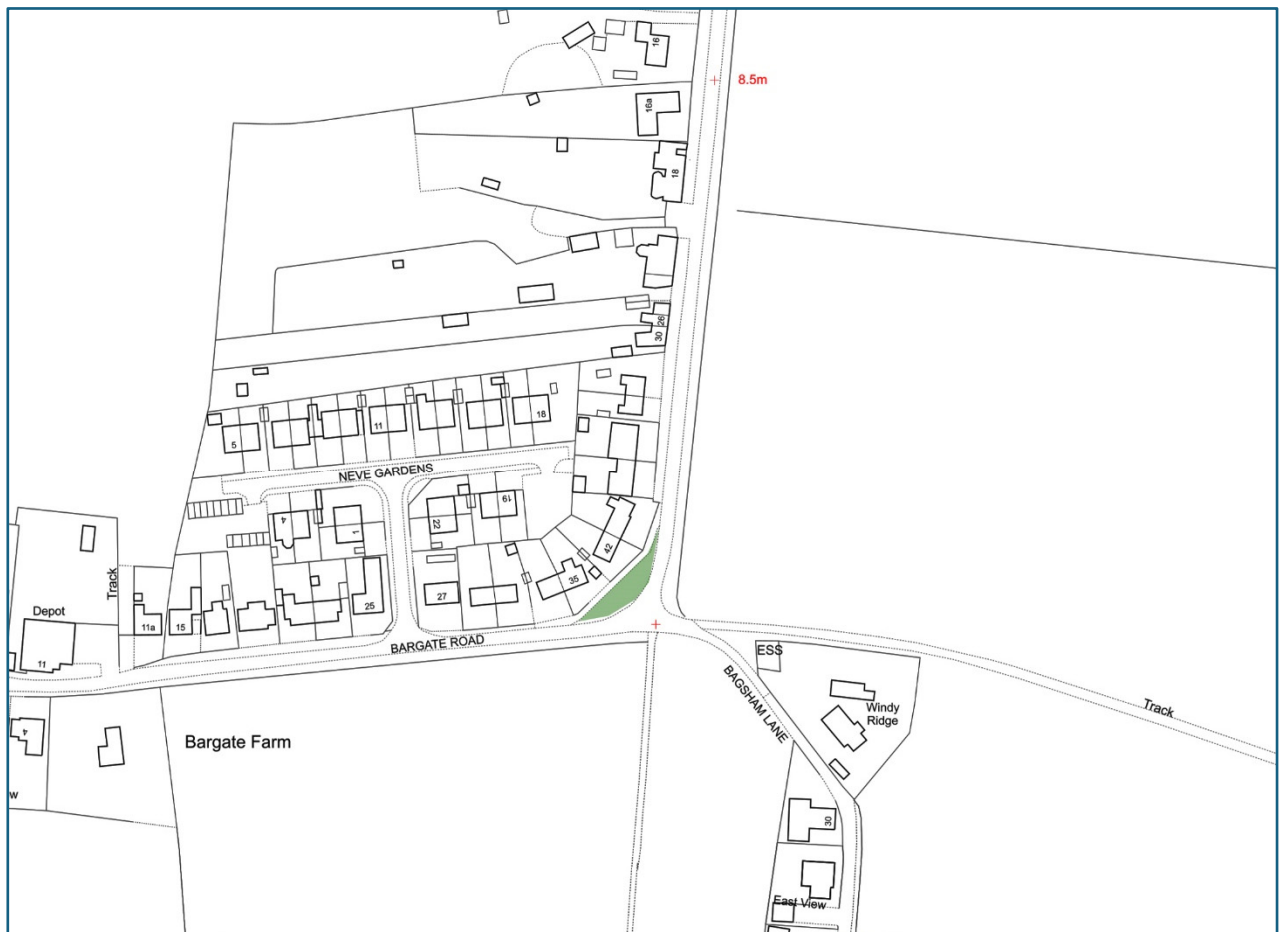 16
8.5m
16a
18
26
30
5
11
18
NEVE GARDENS
4
1
22
19
42
35
Track
Depot
11
11a
15
25
27
BARGATE ROAD
ESS
BAGSHAM LANE
Windy
Ridge
Track
4
Bargate Farm
w
30
East View